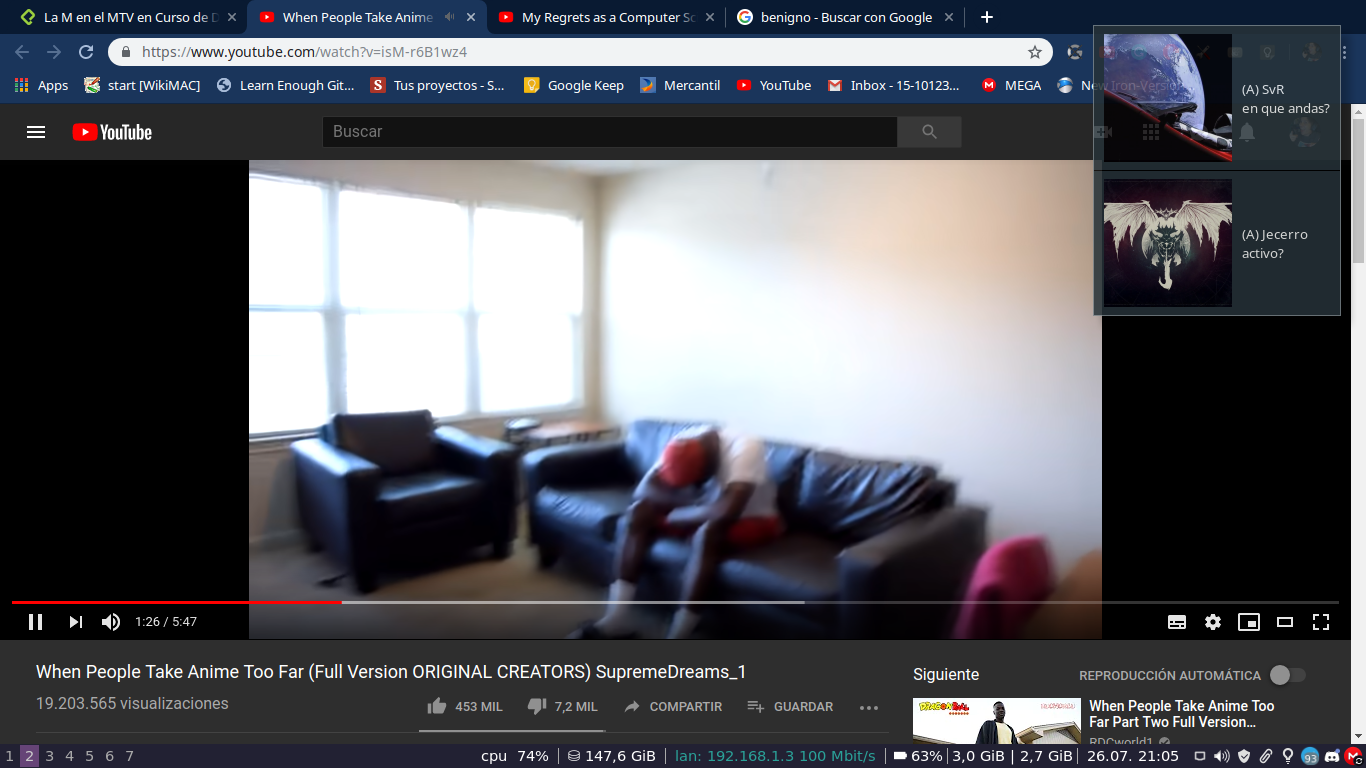 La M en el MTV en Curso de D
When People Take Anime
My Regrets as a Computer Sc
benigno - Buscar con Google
https://www.youtube.com/watch?v=isM-r6B1wz4
Apps
start [WikiMAC]
Learn Enough Git...
Tus proyectos - S...
Google Keep
Mercantil
YouTube
Inbox - 15-10123...
MEGA
New Iron-Version
(A) SvR
en que andas?
(A) Jecerro
activo?
YouTube
Buscar
1:26 / 5:47
When People Take Anime Too Far (Full Version ORIGINAL CREATORS) SupremeDreams_1
19.203.565 visualizaciones
453 MIL
7,2 MIL
COMPARTIR
GUARDAR
Siguiente
REPRODUCCIÓN AUTOMÁTICA
When People Take Anime Too
Far Part Two Full Version...
RDCworld1
1 2 3 4 5 6 7
cpu 74% | 147,6 GiB | lan: 192.168.1.3 100 Mbit/s | 63% | 3,0 GiB | 2,7 GiB | 26.07. 21:05
93